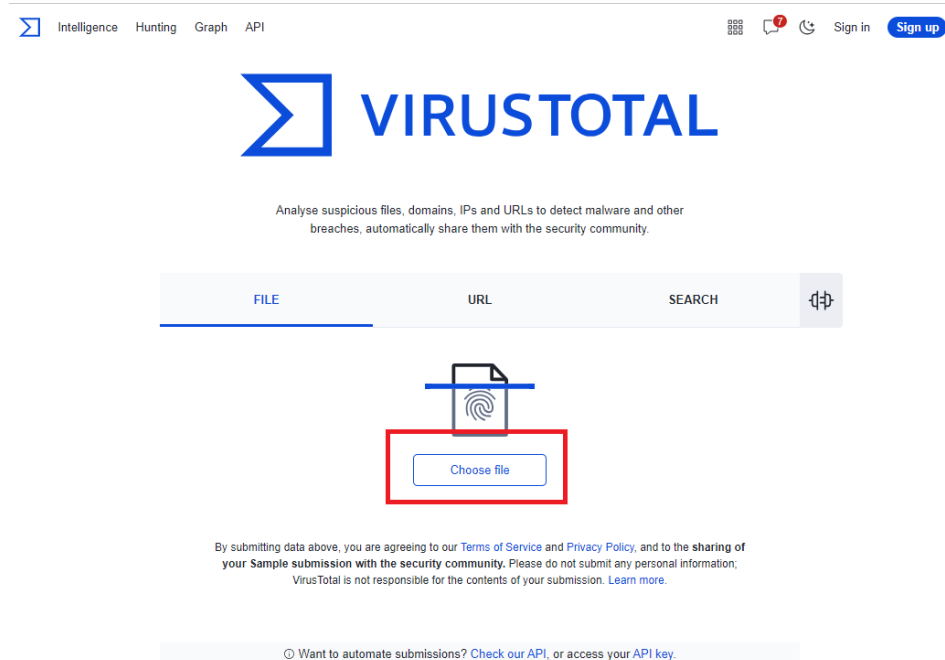 Intelligence Hunting Graph API 7 Sign in Sign up
VIRUSTOTAL
Analyse suspicious files, domains, IPs and URLs to detect malware and other
breaches, automatically share them with the security community.
FILE URL SEARCH
Choose file
By submitting data above, you are agreeing to our Terms of Service and Privacy Policy, and to the sharing of
your Sample submission with the security community. Please do not submit any personal information;
VirusTotal is not responsible for the contents of your submission. Learn more.
Want to automate submissions? Check our API, or access your API key.